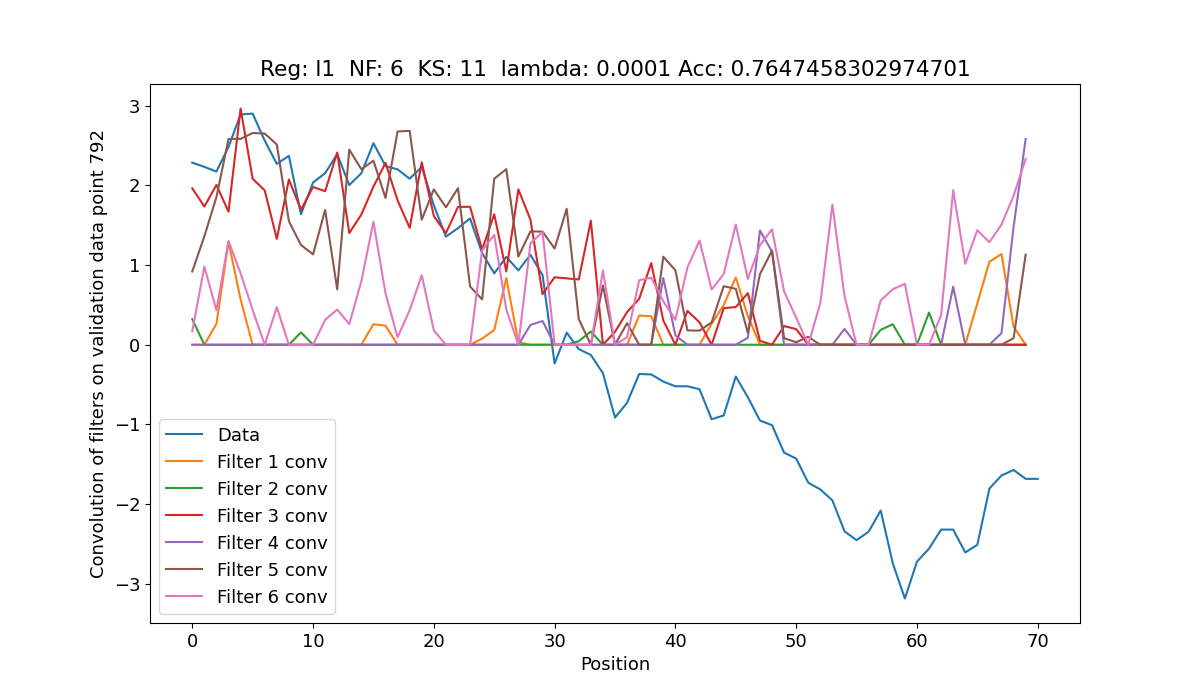 Reg: l1  NF: 6  KS: 11  lambda: 0.0001 Acc: 0.7647458302974701
Convolution of filters on validation data point 792
3
2
1
0
−1
−2
−3
Data
Filter 1 conv
Filter 2 conv
Filter 3 conv
Filter 4 conv
Filter 5 conv
Filter 6 conv
0 10 20 30 40 50 60 70
Position